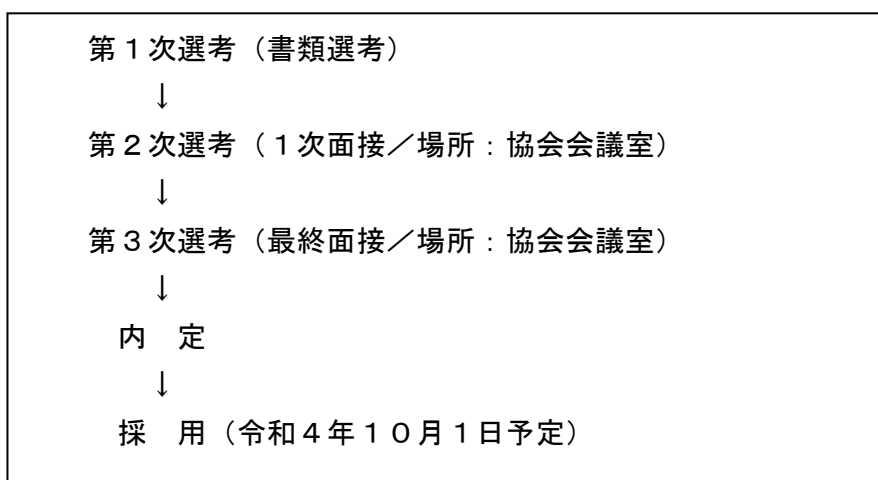 第１次選考（書類選考）
↓
第２次選考（１次面接／場所：協会会議室）
↓
第３次選考（最終面接／場所：協会会議室）
↓
内　定
↓
採　用（令和４年１０月１日予定）